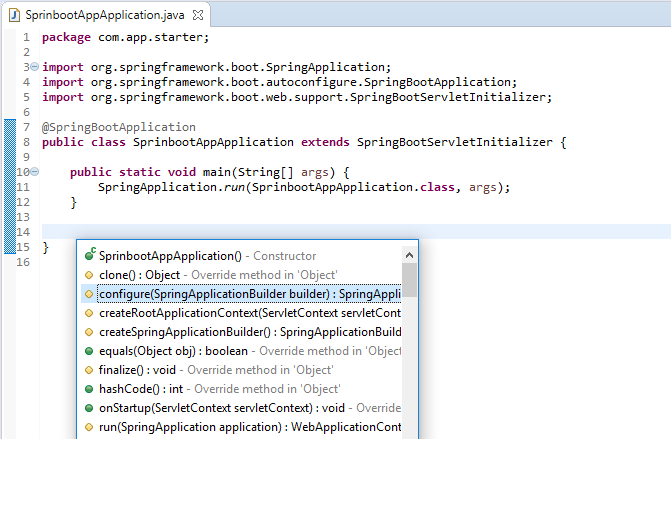 SprinbootAppApplication.java
1 package com.app.starter;
2
3 import org.springframework.boot.SpringApplication;
4 import org.springframework.boot.autoconfigure.SpringBootApplication;
5 import org.springframework.boot.web.support.SpringBootServletInitializer;
6
7 @SpringBootApplication
8 public class SprinbootAppApplication extends SpringBootServletInitializer {
9
10 public static void main(String[] args) {
11 SpringApplication.run(SprinbootAppApplication.class, args);
12 }
13
14
15 }
16
SprinbootAppApplication() - Constructor
clone() : Object - Override method in 'Object'
configure(SpringApplicationBuilder builder) : SpringAppli
createRootApplicationContext(ServletContext servletCont
createSpringApplicationBuilder() : SpringApplicationBuild
equals(Object obj) : boolean - Override method in 'Object
finalize() : void - Override method in 'Object'
hashCode() : int - Override method in 'Object'
onStartup(ServletContext servletContext) : void - Override
run(SpringApplication application) : WebApplicationCont